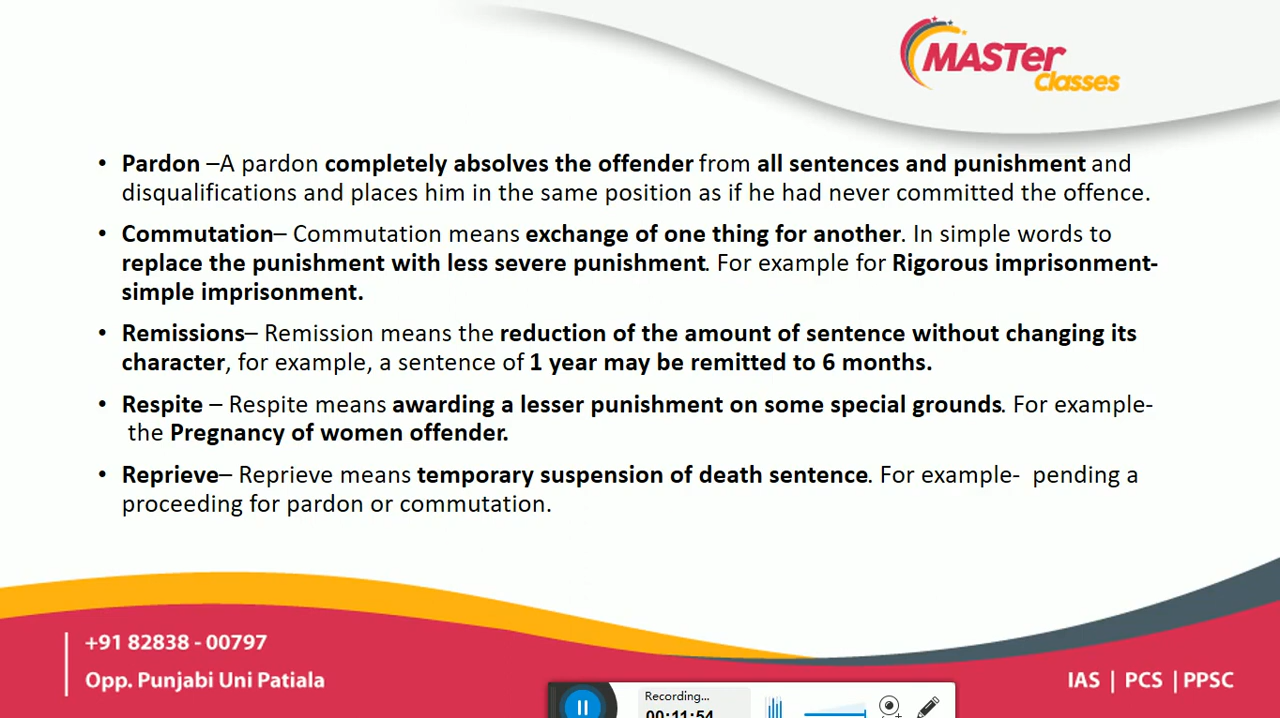 MASTer
Classes
• Pardon –A pardon completely absolves the offender from all sentences and punishment and
disqualifications and places him in the same position as if he had never committed the offence.
• Commutation– Commutation means exchange of one thing for another. In simple words to
replace the punishment with less severe punishment. For example for Rigorous imprisonment-
simple imprisonment.
• Remissions– Remission means the reduction of the amount of sentence without changing its
character, for example, a sentence of 1 year may be remitted to 6 months.
• Respite – Respite means awarding a lesser punishment on some special grounds. For example-
the Pregnancy of women offender.
• Reprieve– Reprieve means temporary suspension of death sentence. For example- pending a
proceeding for pardon or commutation.
+91 82838 - 00797
Opp. Punjabi Uni Patiala
IAS | PCS | PPSC
Recording...
00:11:54